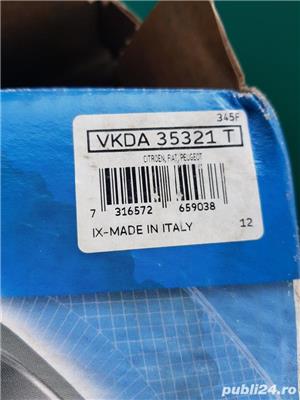 345F
VKDA 35321 T
CITROEN, FIAT, PEUGEOT
7 316572 659038
IX-MADE IN ITALY 12
publi24.ro